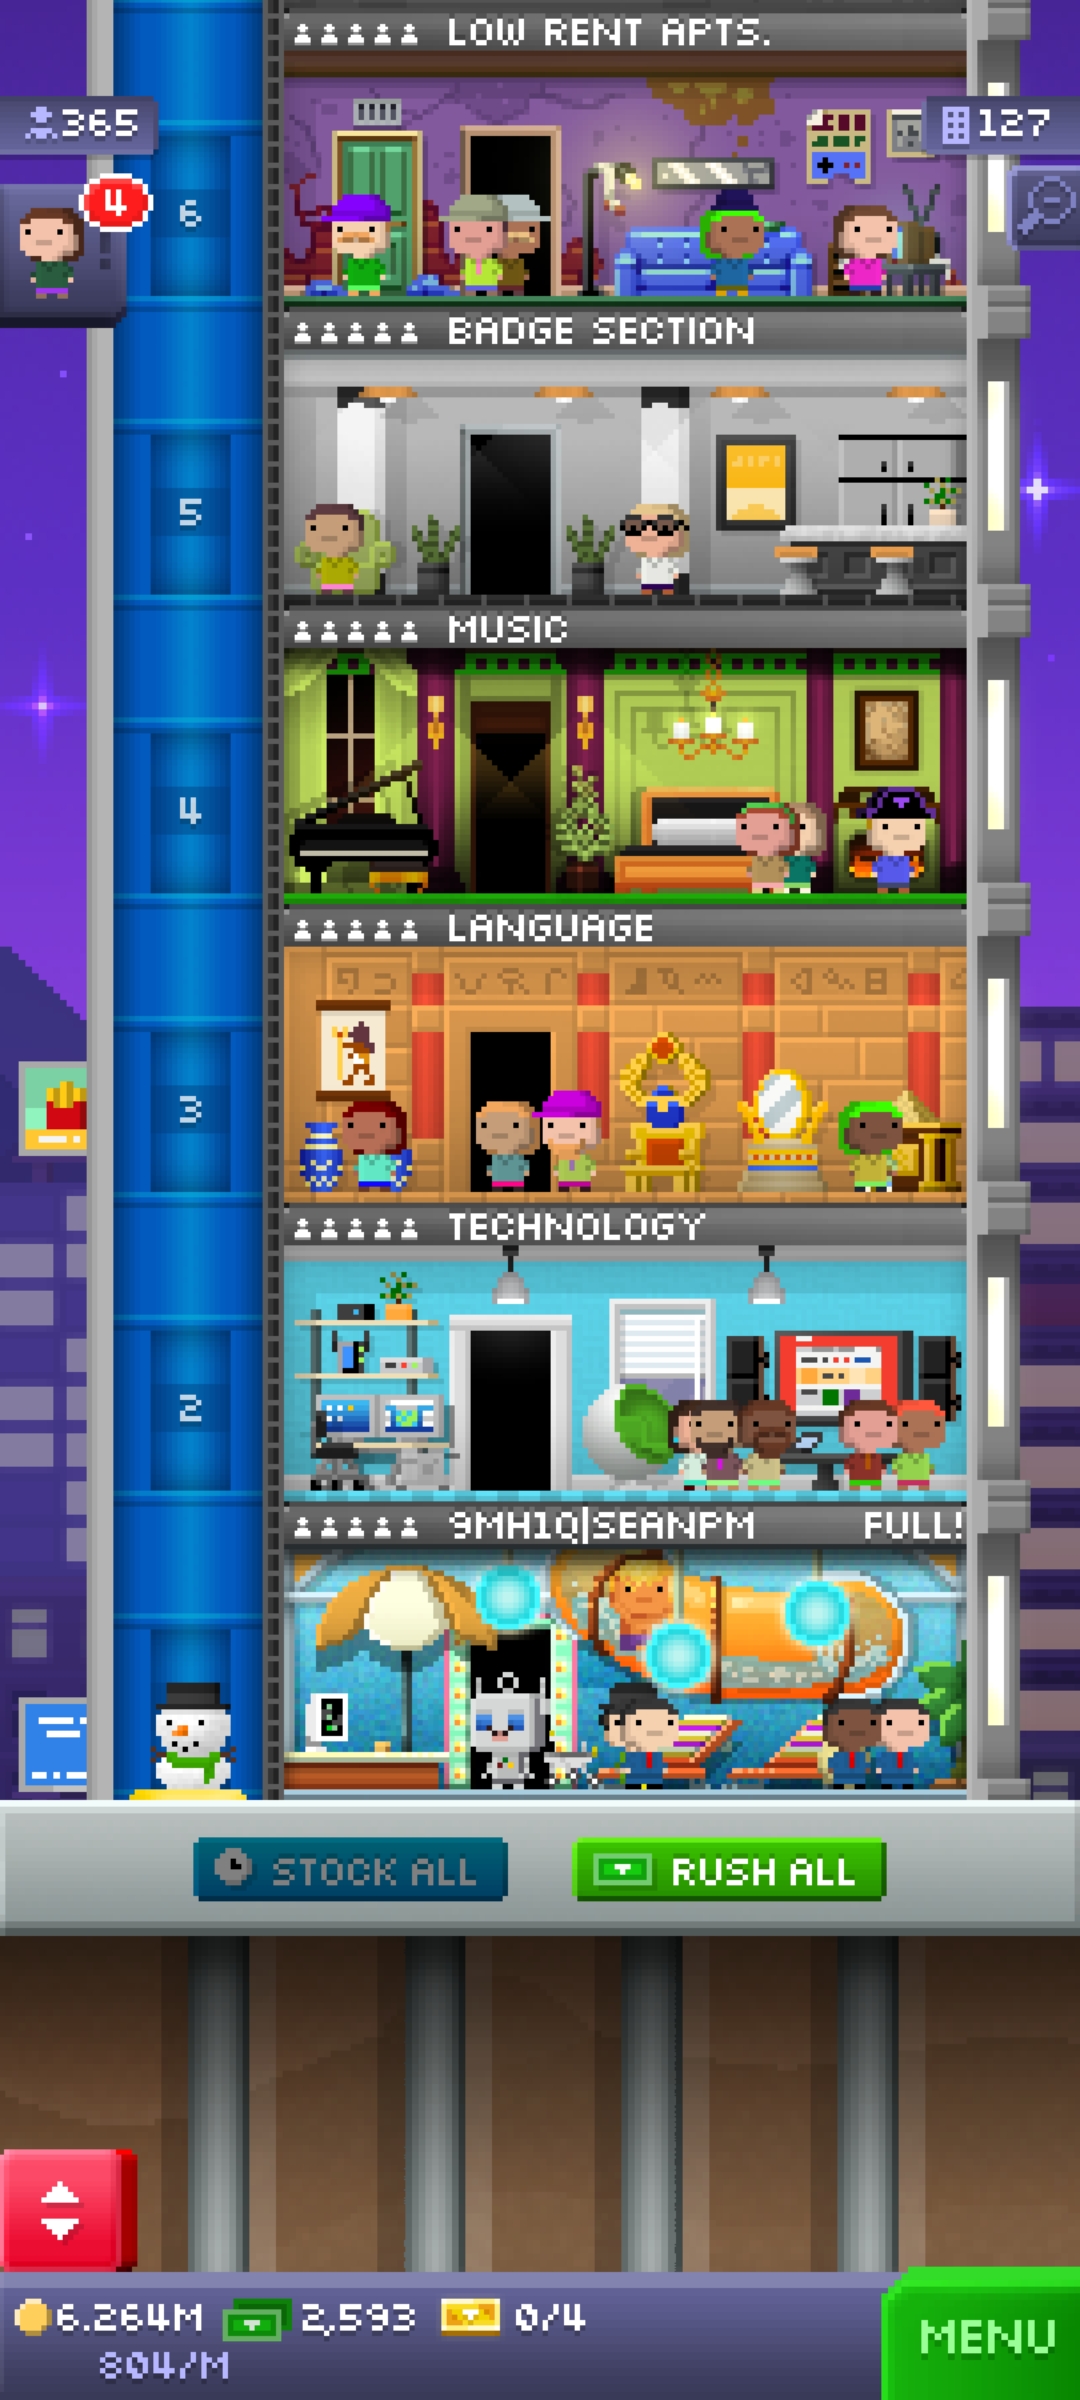 LOW RENT APTS.
365
127
4
6
BADGE SECTION
5
MUSIC
4
LANGUAGE
3
TECHNOLOGY
2
9MH1Q|SEANPM FULL!
STOCK ALL
RUSH ALL
6.264M 2,593 0/4
804/M
MENU